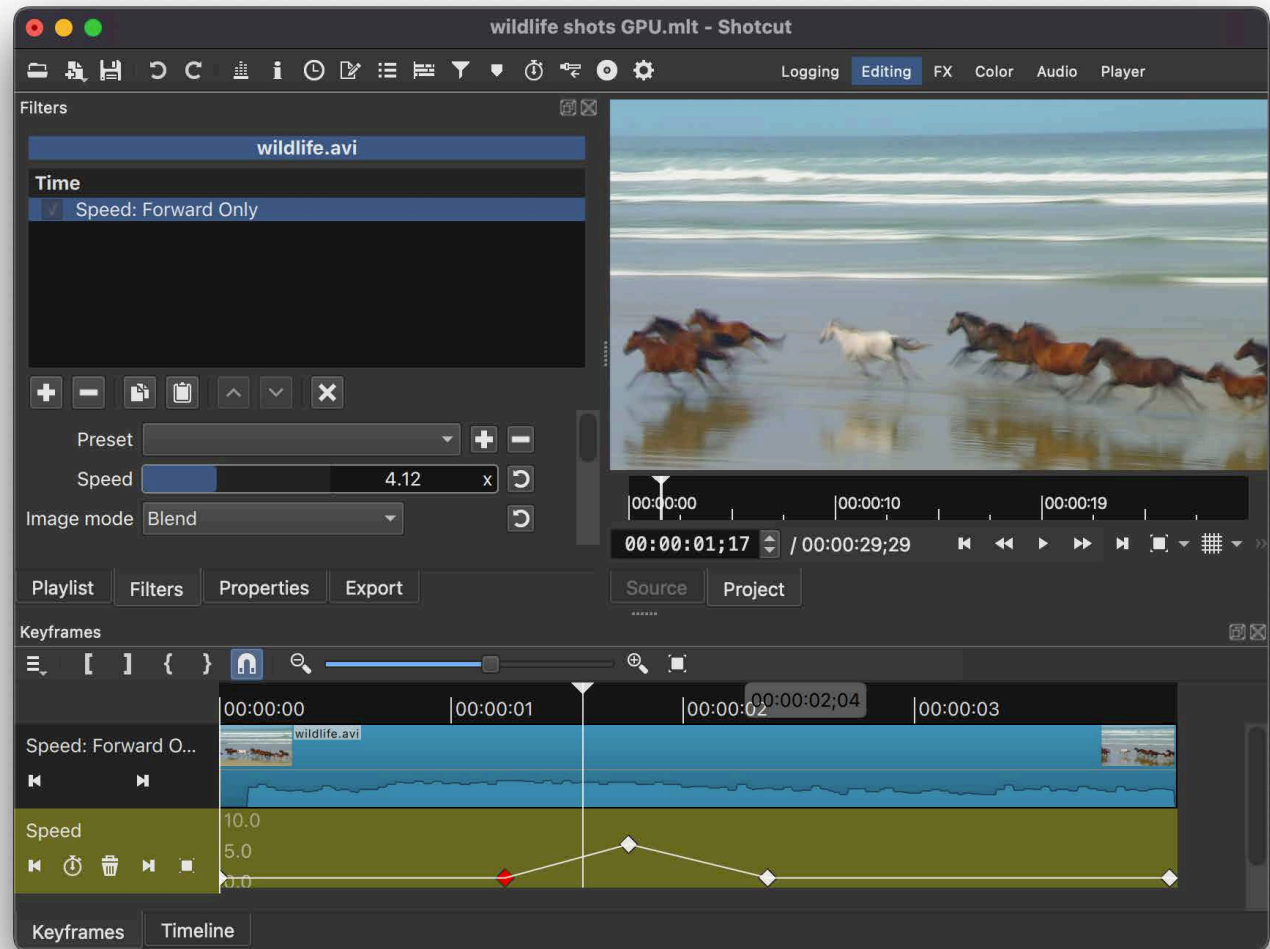 wildlife shots GPU.mlt - Shotcut
Logging Editing FX Color Audio Player
Filters
wildlife.avi
Time
Speed: Forward Only
Preset
Speed 4.12 x
Image mode Blend
Playlist Filters Properties Export
00:00:00 00:00:10 00:00:19
00:00:01;17 / 00:00:29;29
Source Project
Keyframes
00:00:00 00:00:01 00:00:02 00:00:02;04 00:00:03
Speed: Forward O...
wildlife.avi
Speed
10.0
5.0
0.0
Keyframes Timeline